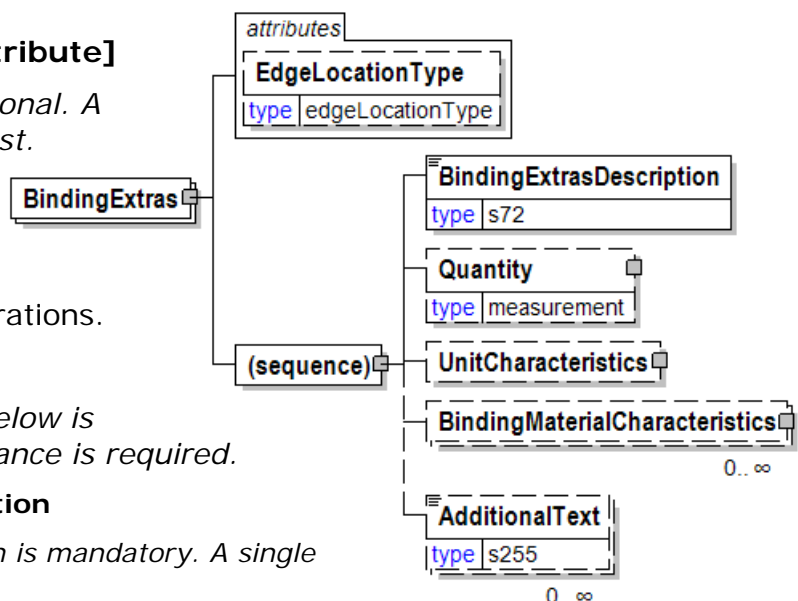 tribute]
onal. A
st.
rations.
elow is
ance is required.
tion
n is mandatory. A single
attributes
EdgeLocationType
type edgeLocationType
BindingExtras
(sequence)
BindingExtrasDescription
type s72
Quantity
type measurement
UnitCharacteristics
BindingMaterialCharacteristics
0.. ∞
AdditionalText
type s255
0.. ∞